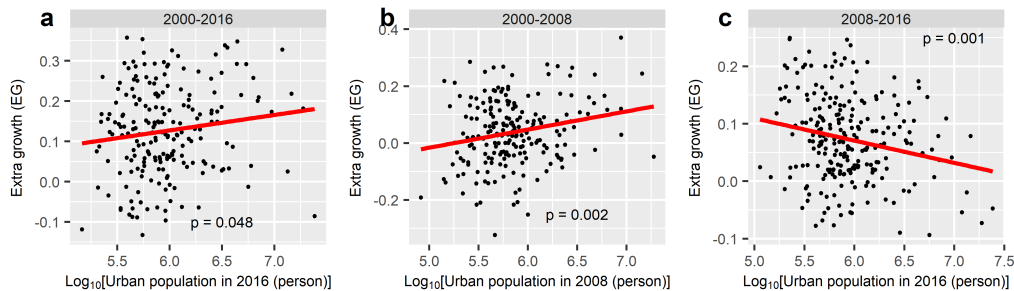 a
2000-2016
Extra growth (EG)
0.3
0.2
0.1
0.0
-0.1
p = 0.048
5.5
6.0
6.5
7.0
Log10[Urban population in 2016 (person)]
b
2000-2008
Extra growth (EG)
0.4
0.2
0.0
-0.2
p = 0.002
5.0
5.5
6.0
6.5
7.0
Log10[Urban population in 2008 (person)]
c
2008-2016
Extra growth (EG)
p = 0.001
0.2
0.1
0.0
-0.1
5.0
5.5
6.0
6.5
7.0
7.5
Log10[Urban population in 2016 (person)]